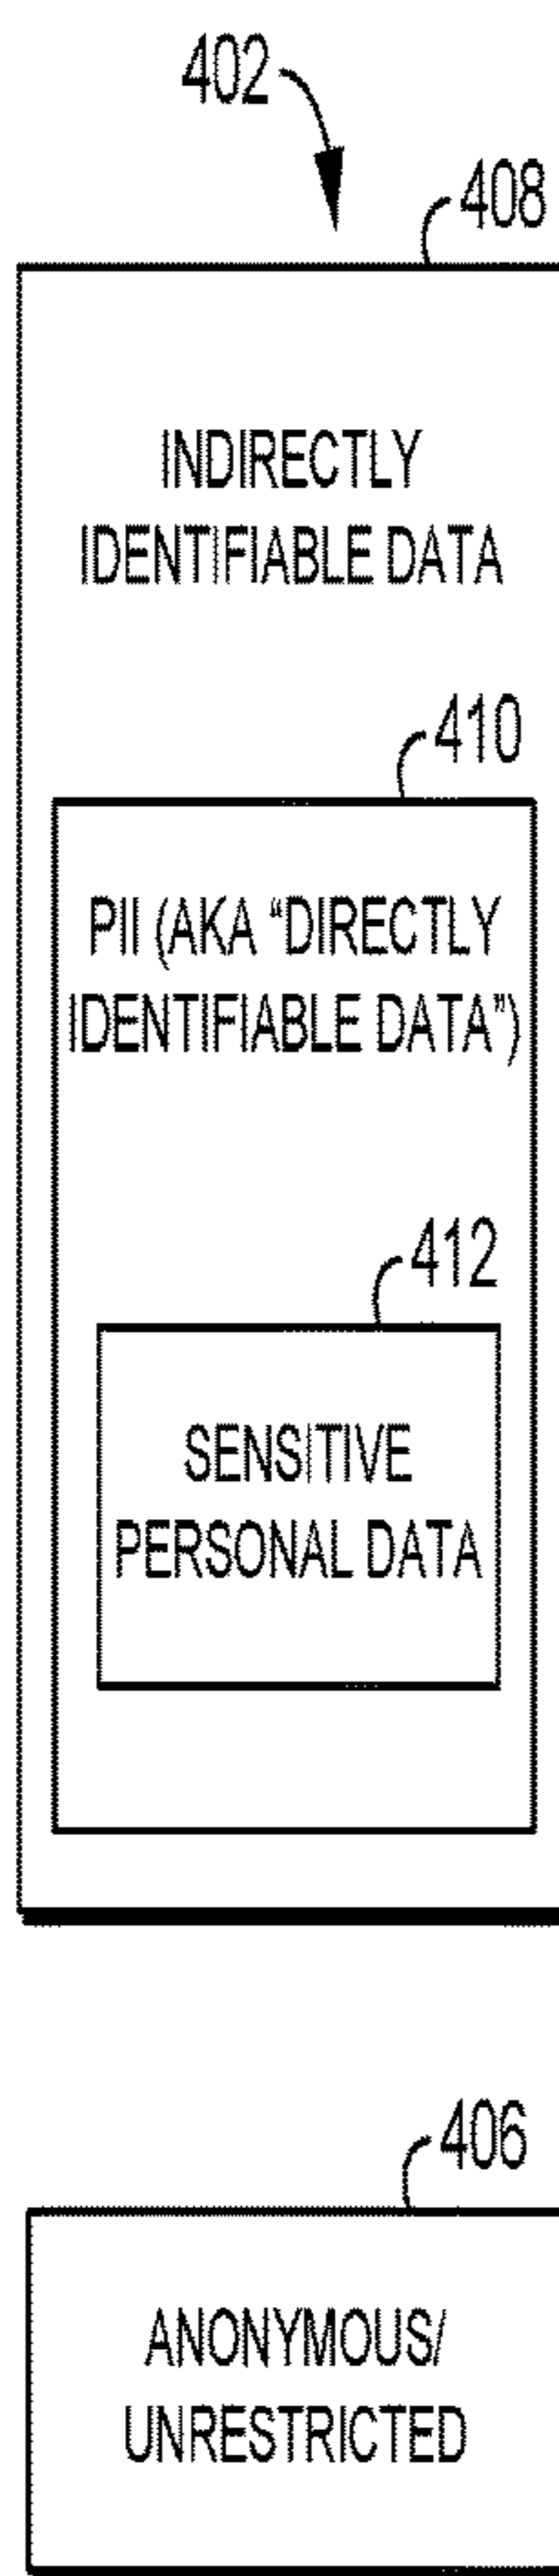 402
408
INDIRECTLY
IDENTIFIABLE DATA
410
PII (AKA “DIRECTLY
IDENTIFIABLE DATA”)
412
SENSITIVE
PERSONAL DATA
406
ANONYMOUS/
UNRESTRICTED